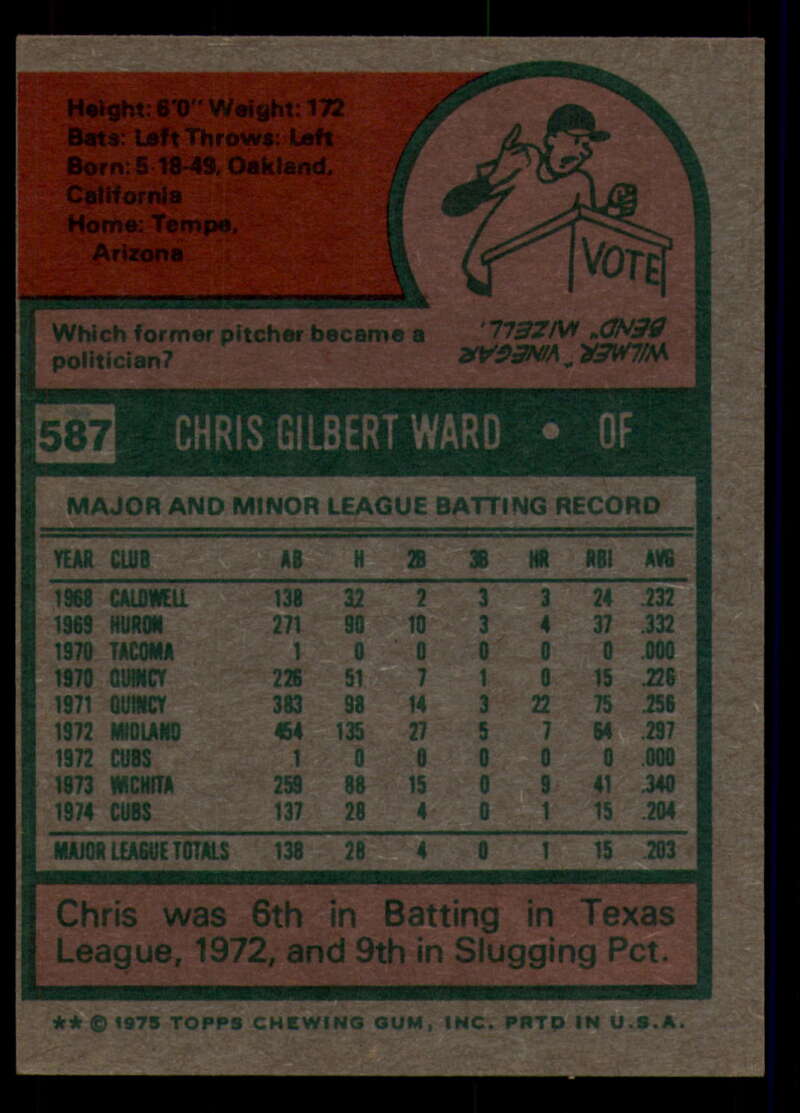 Height: 6'0" Weight: 172
Bats: Left Throws: Left
Born: 5-18-49, Oakland,
California
Home: Tempe,
Arizona
VOTE
Which former pitcher became a
politician?
WILMER "VINEGAR
BEND" MIZELL.
587 CHRIS GILBERT WARD • OF
MAJOR AND MINOR LEAGUE BATTING RECORD
YEAR CLUB AB H 2B 3B HR RBI AVG
1968 CALDWELL 138 32 2 3 3 24 .232
1969 HURON 271 90 10 3 4 37 .332
1970 TACOMA 1 0 0 0 0 0 .000
1970 QUINCY 226 51 7 1 0 15 .226
1971 QUINCY 383 98 14 3 22 75 .256
1972 MIDLAND 454 135 27 5 7 64 .297
1972 CUBS 1 0 0 0 0 0 .000
1973 WICHITA 259 88 15 0 9 41 .340
1974 CUBS 137 28 4 0 1 15 .204
MAJOR LEAGUE TOTALS 138 28 4 0 1 15 .203
Chris was 6th in Batting in Texas
League, 1972, and 9th in Slugging Pct.
** © 1975 TOPPS CHEWING GUM, INC. PRTD IN U.S.A.